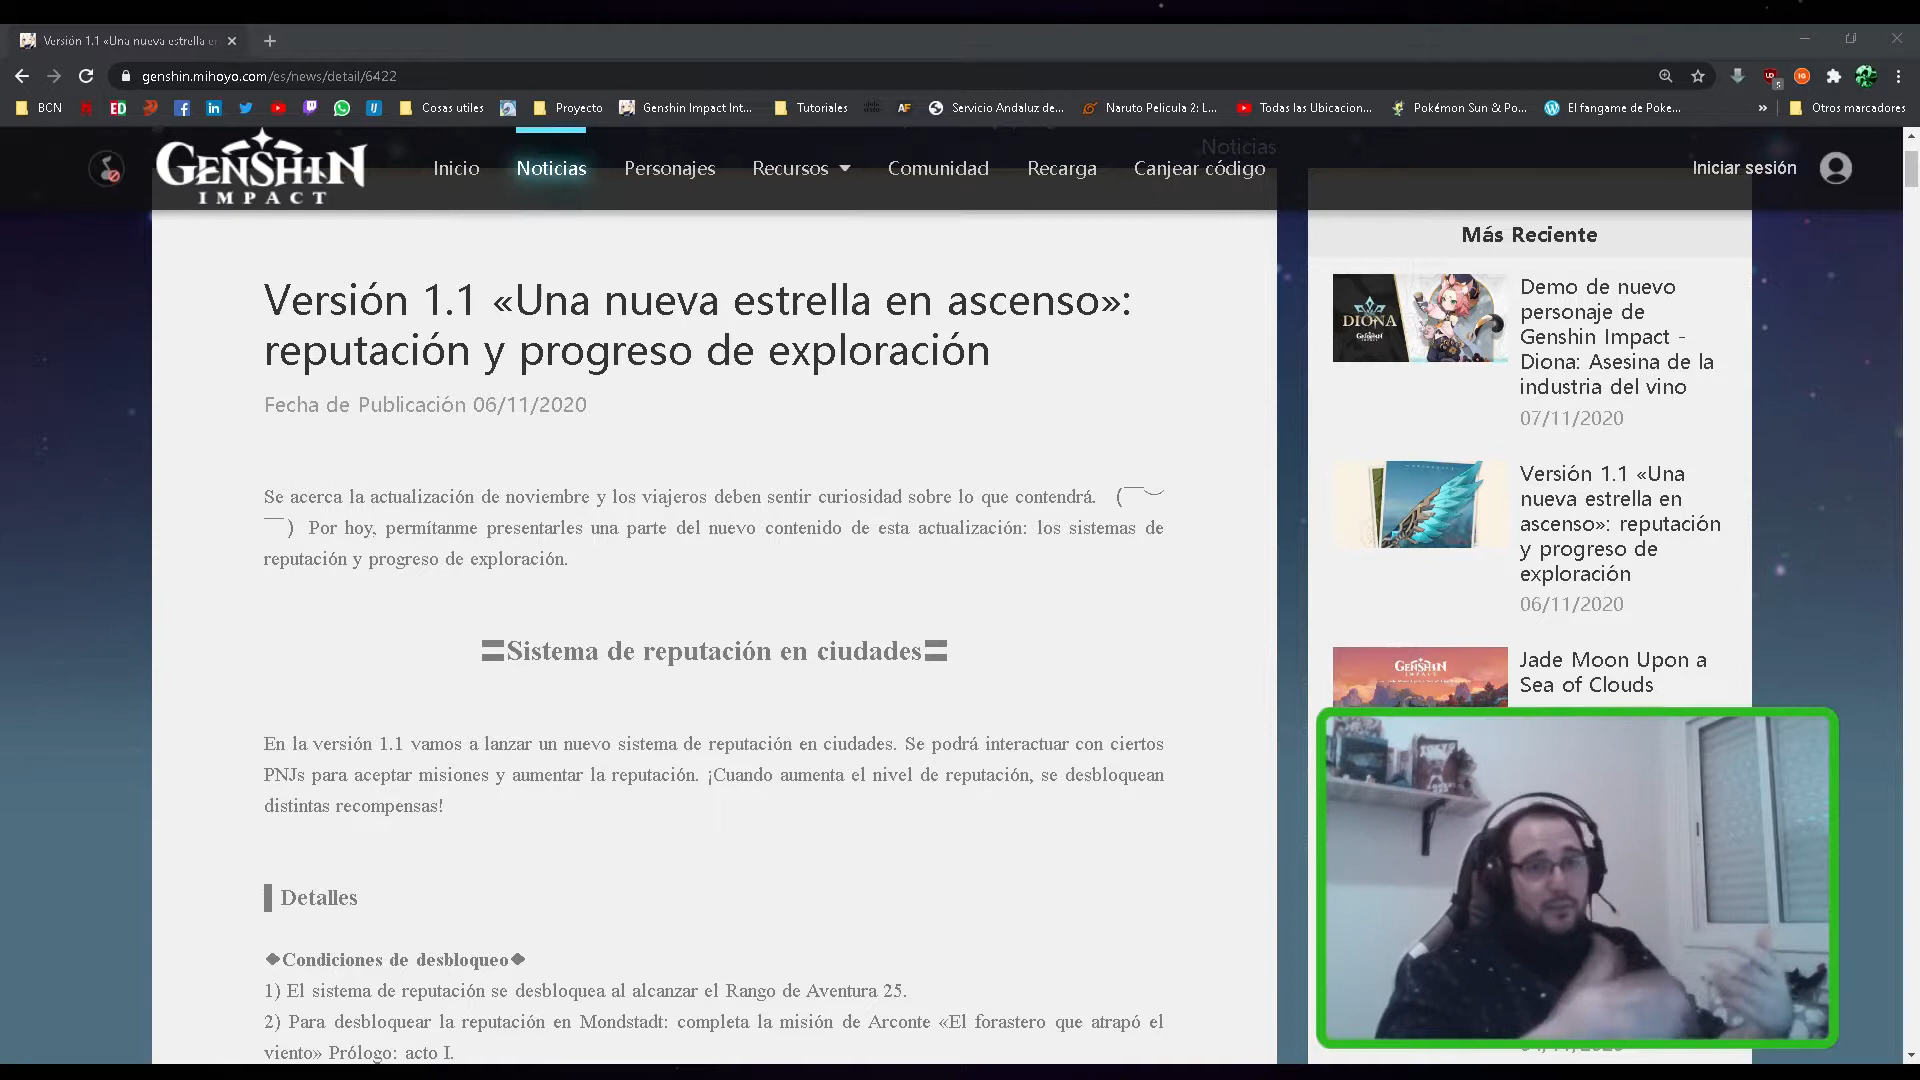 Versión 1.1 «Una nueva estrella en
genshin.mihoyo.com/es/news/detail/6422
BCN
ED
Cosas utiles
Proyecto
Genshin Impact Int...
Tutoriales
AF
Servicio Andaluz de...
Naruto Pelicula 2: L...
Todas las Ubicacion...
Pokémon Sun & Po...
El fangame de Poke...
»
Otros marcadores
GENSHIN
IMPACT
Inicio
Noticias
Personajes
Recursos
Comunidad
Recarga
Canjear código
Noticias
Iniciar sesión
Versión 1.1 «Una nueva estrella en ascenso»:
reputación y progreso de exploración
Fecha de Publicación 06/11/2020
Se acerca la actualización de noviembre y los viajeros deben sentir curiosidad sobre lo que contendrá. (￣︶
￣) Por hoy, permítanme presentarles una parte del nuevo contenido de esta actualización: los sistemas de
reputación y progreso de exploración.
〓Sistema de reputación en ciudades〓
En la versión 1.1 vamos a lanzar un nuevo sistema de reputación en ciudades. Se podrá interactuar con ciertos
PNJs para aceptar misiones y aumentar la reputación. ¡Cuando aumenta el nivel de reputación, se desbloquean
distintas recompensas!
▌Detalles
❖Condiciones de desbloqueo❖
1) El sistema de reputación se desbloquea al alcanzar el Rango de Aventura 25.
2) Para desbloquear la reputación en Mondstadt: completa la misión de Arconte «El forastero que atrapó el
viento» Prólogo: acto I.
Más Reciente
DIONA
Demo de nuevo
personaje de
Genshin Impact -
Diona: Asesina de la
industria del vino
07/11/2020
Versión 1.1 «Una
nueva estrella en
ascenso»: reputación
y progreso de
exploración
06/11/2020
GENSHIN
IMPACT
Jade Moon Upon a
Sea of Clouds